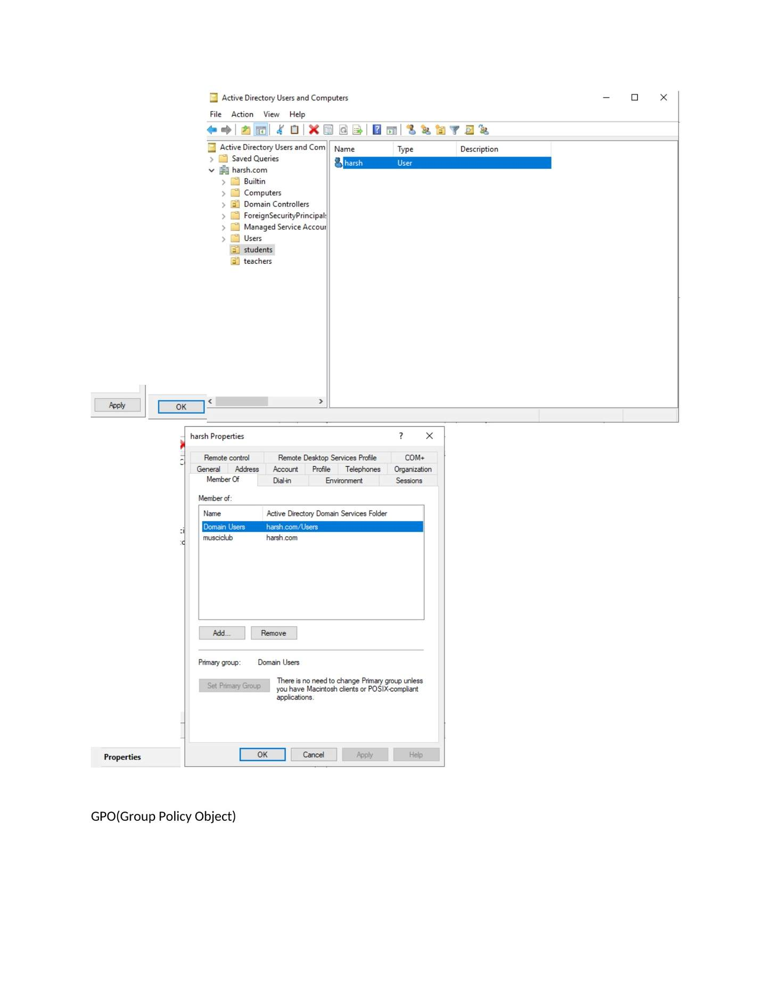 Active Directory Users and Computers
File Action View Help
Active Directory Users and Com
Saved Queries
harsh.com
Builtin
Computers
Domain Controllers
ForeignSecurityPrincipals
Managed Service Accour
Users
students
teachers
Name Type Description
harsh User
Apply
OK
harsh Properties
Remote control Remote Desktop Services Profile COM+
General Address Account Profile Telephones Organization
Member Of Dial-in Environment Sessions
Member of:
Name Active Directory Domain Services Folder
Domain Users harsh.com/Users
musciclub harsh.com
Add... Remove
Primary group: Domain Users
Set Primary Group
There is no need to change Primary group unless
you have Macintosh clients or POSIX-compliant
applications.
OK Cancel Apply Help
Properties
GPO(Group Policy Object)